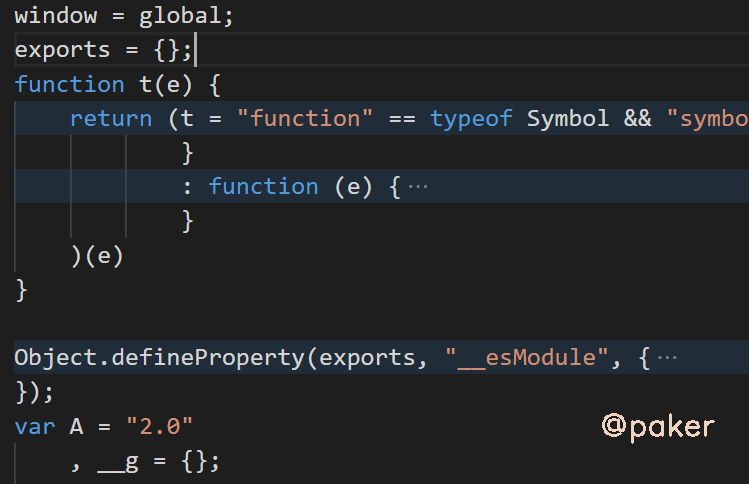 window = global;
exports = {};
function t(e) {
return (t = "function" == typeof Symbol && "symbo
}
: function (e) {···
}
)(e)
}
Object.defineProperty(exports, "__esModule", {···
});
var A = "2.0"
, __g = {};
@paker